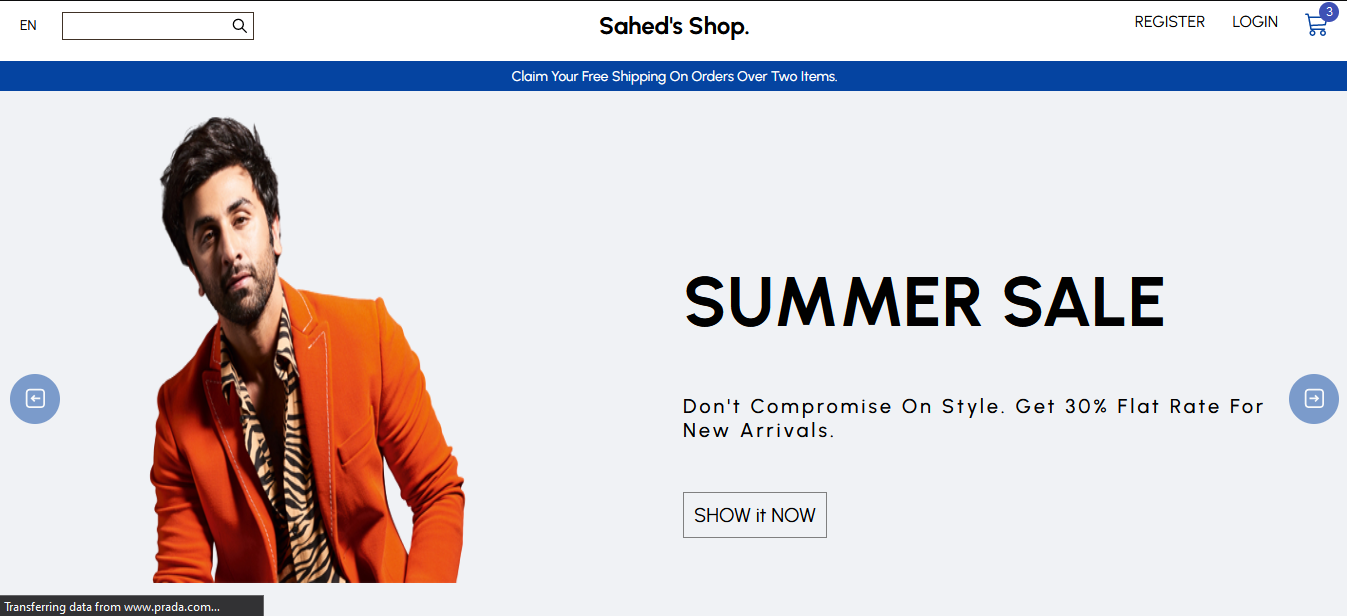 EN
Sahed's Shop.
REGISTER
LOGIN
3
Claim Your Free Shipping On Orders Over Two Items.
SUMMER SALE
Don't Compromise On Style. Get 30% Flat Rate For
New Arrivals.
SHOW it NOW
Transferring data from www.prada.com...